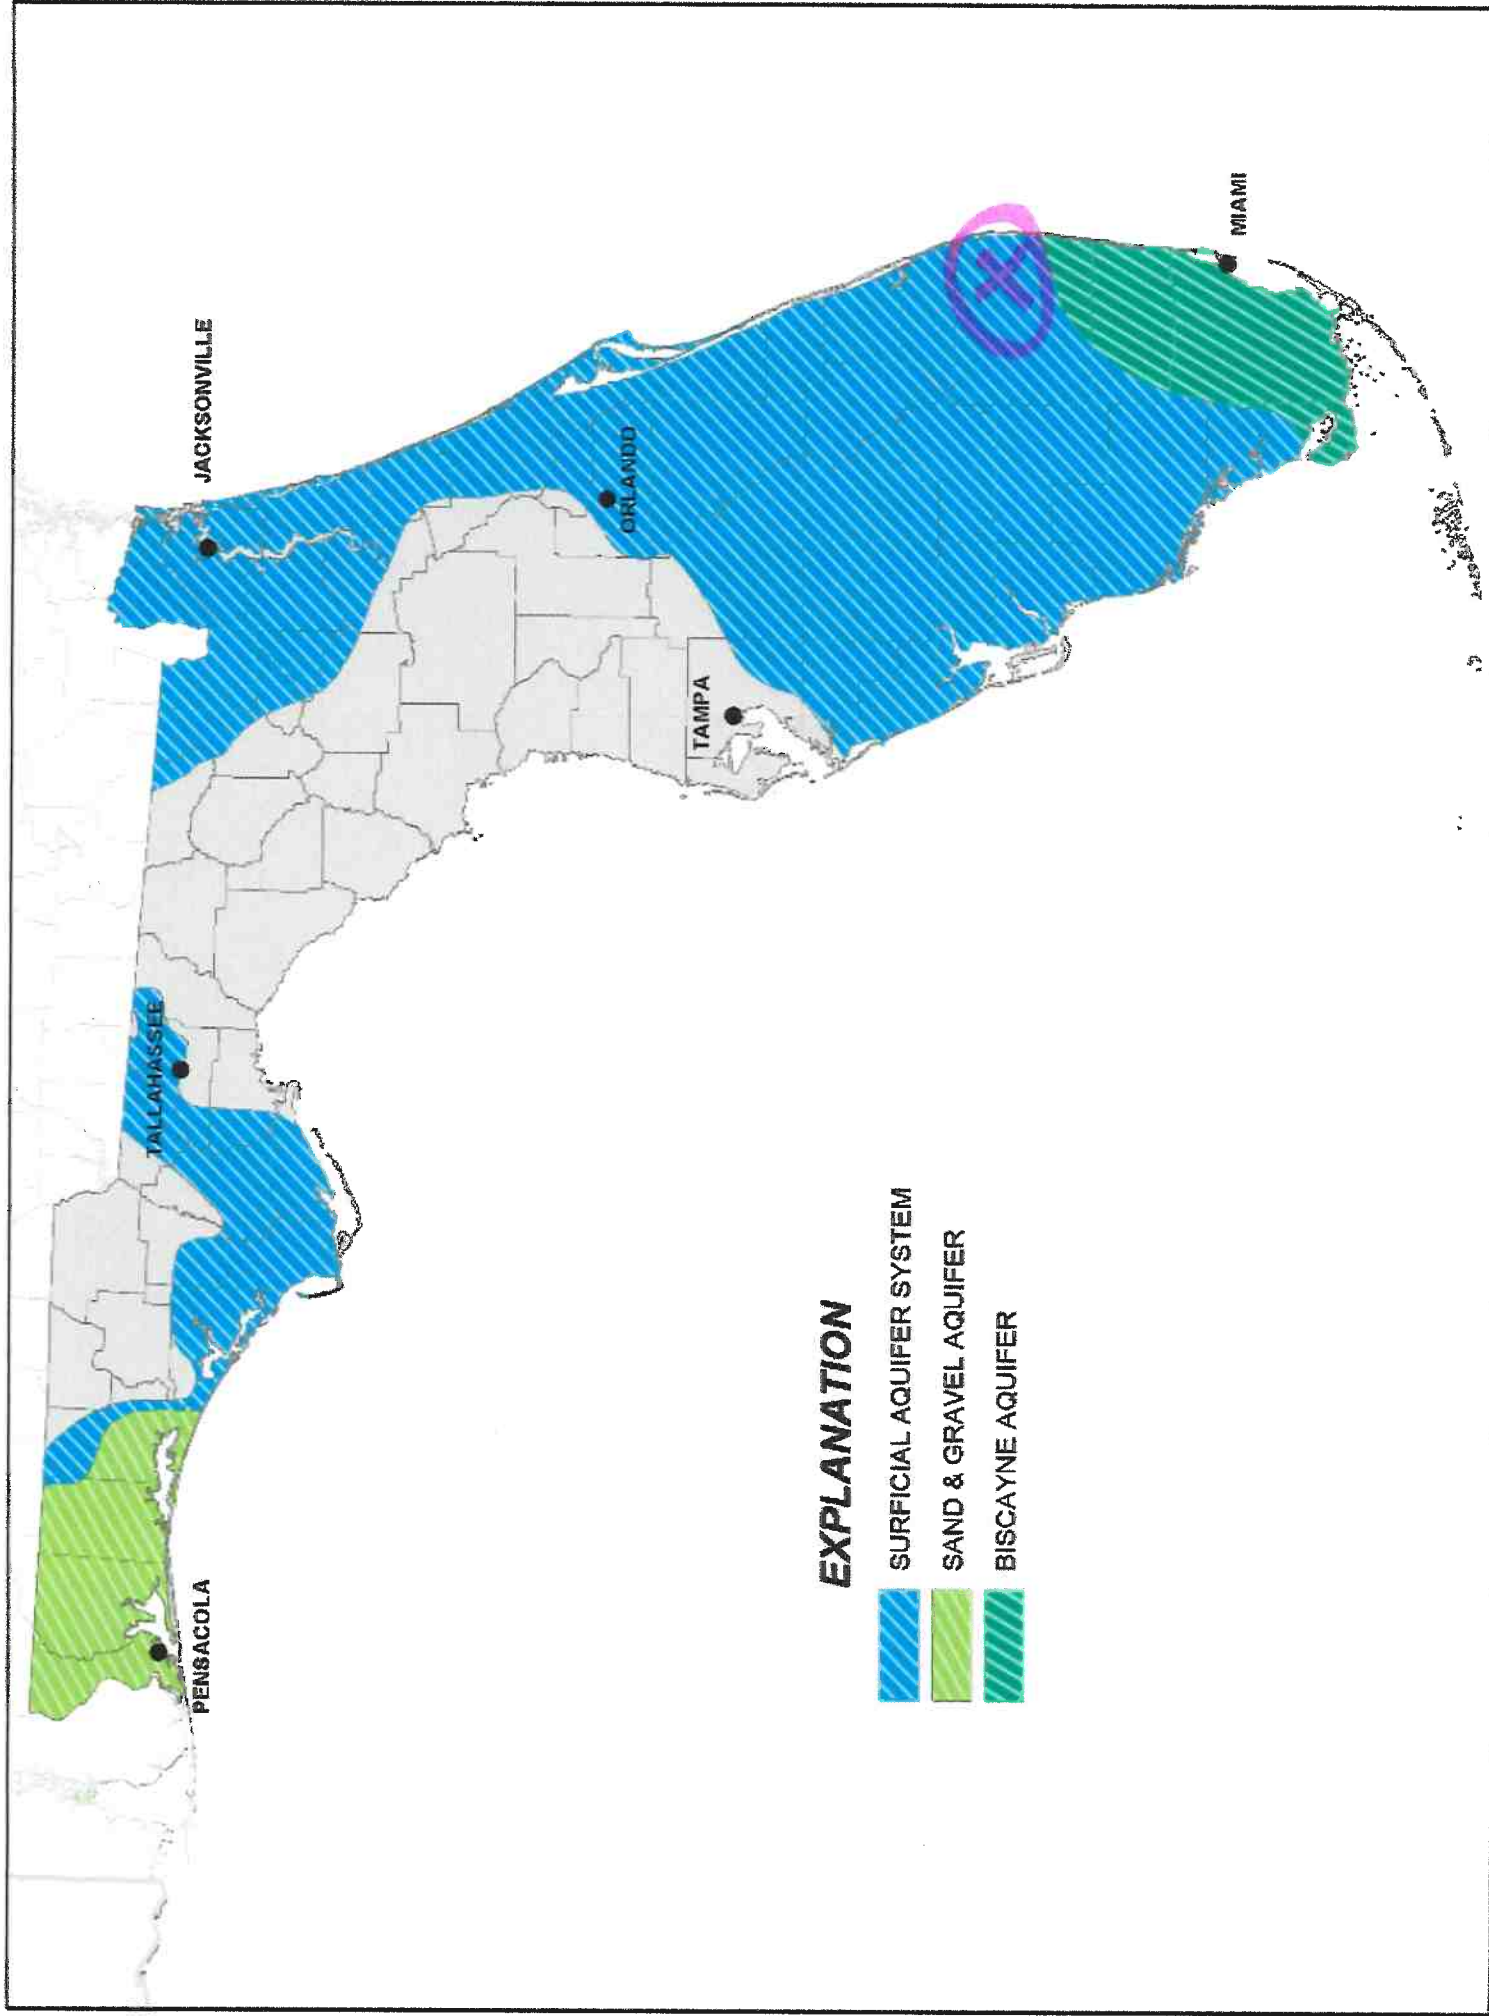 JACKSONVILLE
TALLAHASSEE
PENSACOLA
ORLANDO
TAMPA
MIAMI
EXPLANATION
SURFICIAL AQUIFER SYSTEM
SAND & GRAVEL AQUIFER
BISCAYNE AQUIFER
X